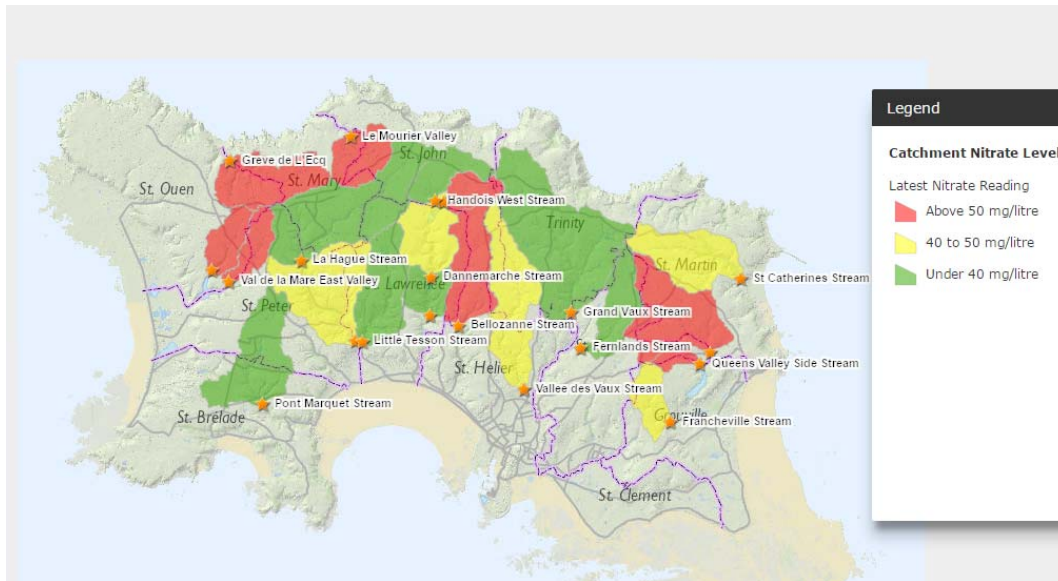 Legend
Catchment Nitrate Level
Latest Nitrate Reading
Above 50 mg/litre
40 to 50 mg/litre
Under 40 mg/litre
Le Mourier Valley
St. John
Greve de L'Ecq
St. Mary
St. Ouen
Handois West Stream
Trinity
La Hague Stream
St. Martin
Dannemarche Stream
St Catherines Stream
Val de la Mare East Valley
Lawrence
St. Peter
Grand Vaux Stream
Bellozanne Stream
Little Tesson Stream
Fernlands Stream
St. Helier
Queens Valley Side Stream
Vallee des Vaux Stream
Pont Marquet Stream
St. Brelade
Grouville
Francheville Stream
St. Clement